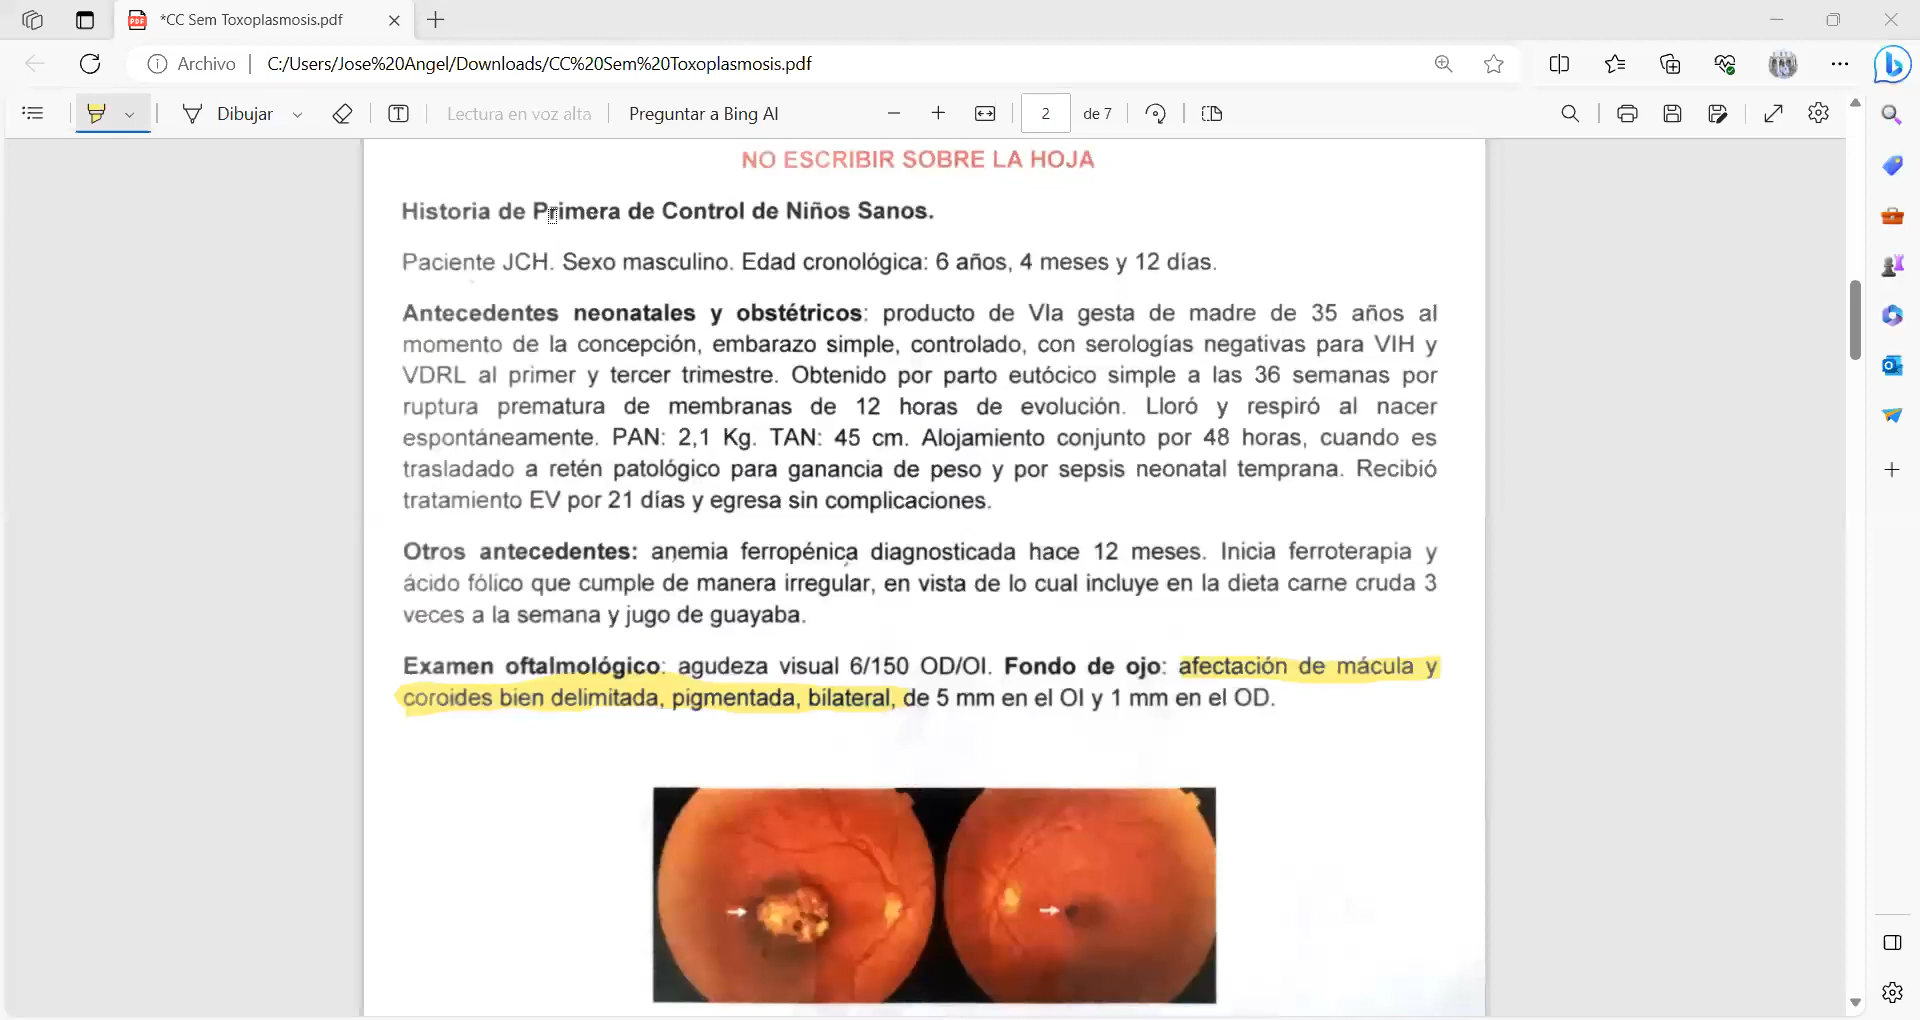 *CC Sem Toxoplasmosis.pdf
Archivo
C:/Users/Jose%20Angel/Downloads/CC%20Sem%20Toxoplasmosis.pdf
Dibujar
Lectura en voz alta
Preguntar a Bing AI
2
de 7
NO ESCRIBIR SOBRE LA HOJA
Historia de Primera de Control de Niños Sanos.
Paciente JCH. Sexo masculino. Edad cronológica: 6 años, 4 meses y 12 días.
Antecedentes neonatales y obstétricos: producto de VIa gesta de madre de 35 años al
momento de la concepción, embarazo simple, controlado, con serologías negativas para VIH y
VDRL al primer y tercer trimestre. Obtenido por parto eutócico simple a las 36 semanas por
ruptura prematura de membranas de 12 horas de evolución. Lloró y respiró al nacer
espontáneamente. PAN: 2,1 Kg. TAN: 45 cm. Alojamiento conjunto por 48 horas, cuando es
trasladado a retén patológico para ganancia de peso y por sepsis neonatal temprana. Recibió
tratamiento EV por 21 días y egresa sin complicaciones.
Otros antecedentes: anemia ferropénica diagnosticada hace 12 meses. Inicia ferroterapia y
ácido fólico que cumple de manera irregular, en vista de lo cual incluye en la dieta carne cruda 3
veces a la semana y jugo de guayaba.
Examen oftalmológico: agudeza visual 6/150 OD/OI. Fondo de ojo: afectación de mácula y
coroides bien delimitada, pigmentada, bilateral, de 5 mm en el OI y 1 mm en el OD.